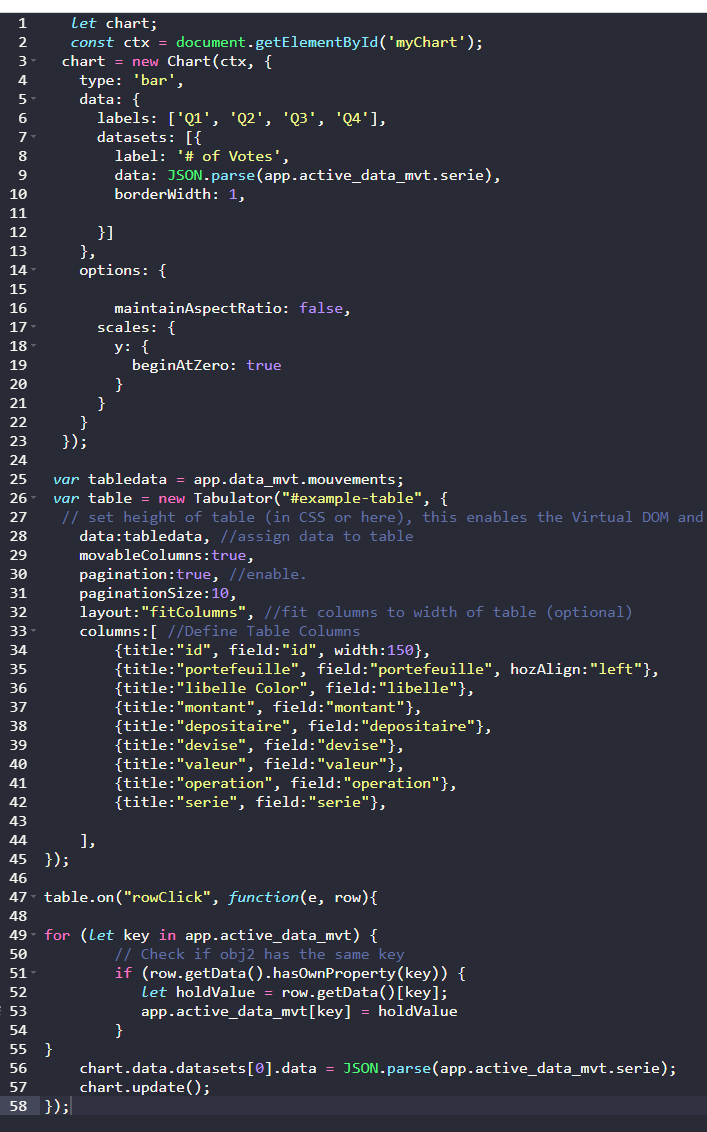 1 let chart;
2 const ctx = document.getElementById('myChart');
3 chart = new Chart(ctx, {
4 type: 'bar',
5 data: {
6 labels: ['Q1', 'Q2', 'Q3', 'Q4'],
7 datasets: [{
8 label: '# of Votes',
9 data: JSON.parse(app.active_data_mvt.serie),
10 borderWidth: 1,
11
12 }]
13 },
14 options: {
15
16 maintainAspectRatio: false,
17 scales: {
18 y: {
19 beginAtZero: true
20 }
21 }
22 }
23 });
24
25 var tabledata = app.data_mvt.mouvements;
26 var table = new Tabulator("#example-table", {
27 // set height of table (in CSS or here), this enables the Virtual DOM and
28 data:tabledata, //assign data to table
29 movableColumns:true,
30 pagination:true, //enable.
31 paginationSize:10,
32 layout:"fitColumns", //fit columns to width of table (optional)
33 columns:[ //Define Table Columns
34 {title:"id", field:"id", width:150},
35 {title:"portefeuille", field:"portefeuille", hozAlign:"left"},
36 {title:"libelle Color", field:"libelle"},
37 {title:"montant", field:"montant"},
38 {title:"depositaire", field:"depositaire"},
39 {title:"devise", field:"devise"},
40 {title:"valeur", field:"valeur"},
41 {title:"operation", field:"operation"},
42 {title:"serie", field:"serie"},
43
44 ],
45 });
46
47 table.on("rowClick", function(e, row){
48
49 for (let key in app.active_data_mvt) {
50 // Check if obj2 has the same key
51 if (row.getData().hasOwnProperty(key)) {
52 let holdValue = row.getData()[key];
53 app.active_data_mvt[key] = holdValue
54 }
55 }
56 chart.data.datasets[0].data = JSON.parse(app.active_data_mvt.serie);
57 chart.update();
58 });